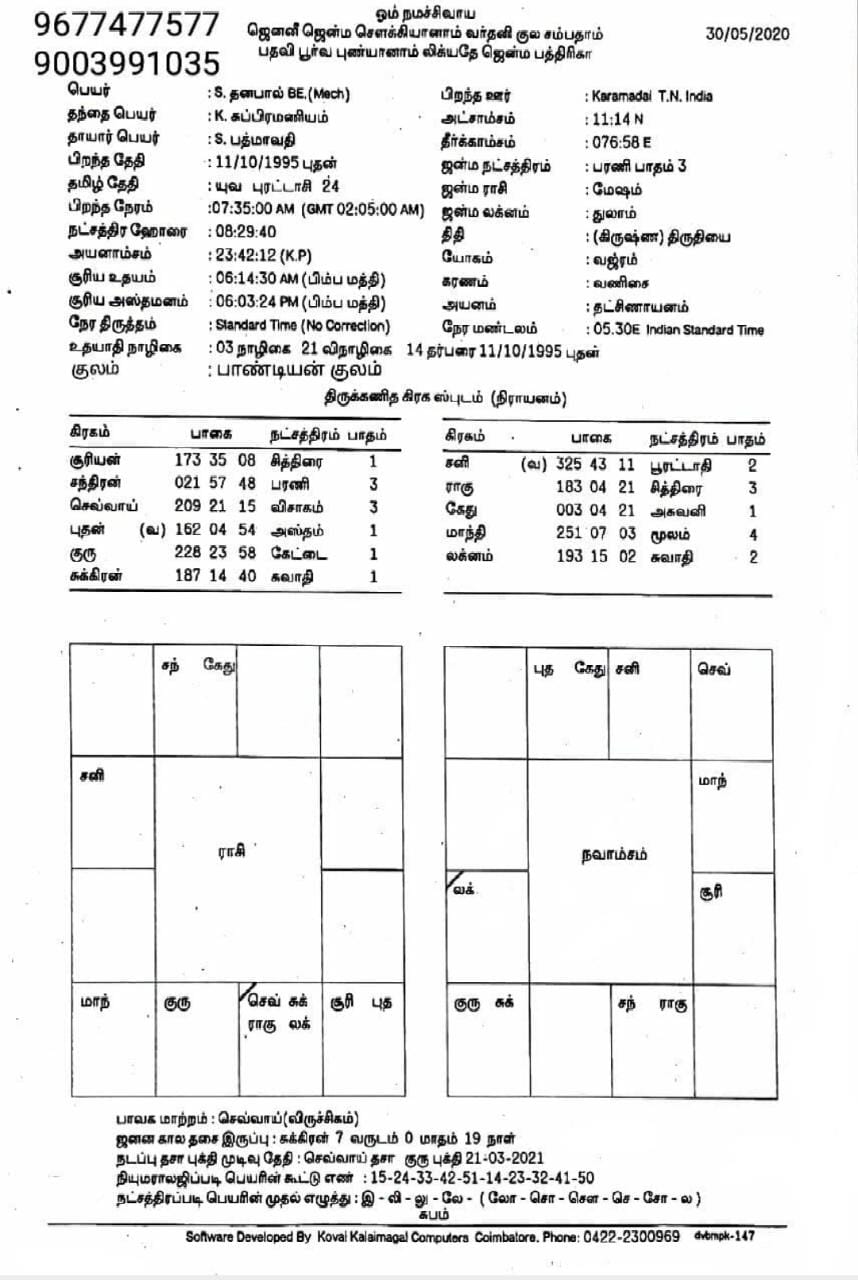 ஓம் நமச்சிவாய
9677477577
9003991035
ஜெனனீ ஜென்ம சௌக்கியானாம் வர்தனி குல சம்பதாம்
பதவி பூர்வ புண்யானாம் லிக்யதே ஜென்ம பத்திரிகா
30/05/2020
பெயர் : S. தனபால் BE,(Mech)
தந்தை பெயர் : K. சுப்பிரமணியம்
தாயார் பெயர் : S. பத்மாவதி
பிறந்த தேதி : 11/10/1995 புதன்
தமிழ் தேதி : யுவ புரட்டாசி 24
பிறந்த நேரம் :07:35:00 AM (GMT 02:05:00 AM)
நட்சத்திர ஹோரை : 08:29:40
அயனாம்சம் : 23:42:12 (K.P)
சூரிய உதயம் : 06:14:30 AM (பிம்ப மத்தி)
சூரிய அஸ்தமனம் : 06:03:24 PM (பிம்ப மத்தி)
நேர திருத்தம் : Standard Time (No Correction)
உதயாதி நாழிகை : 03 நாழிகை 21 விநாழிகை 14 தர்பரை 11/10/1995 புதன்
குலம் : பாண்டியன் குலம்
பிறந்த ஊர் : Karamadai T.N. India
அட்சாம்சம் : 11:14 N
தீர்க்காம்சம் : 076:58 E
ஜன்ம நட்சத்திரம் : பரணி பாதம் 3
ஜன்ம ராசி : மேஷம்
ஜன்ம லக்னம் : துலாம்
திதி : (கிருஷ்ண) திருதியை
யோகம் : வஜ்ரம்
கரணம் : வணிசை
அயனம் : தட்சிணாயனம்
நேர மண்டலம் : 05.30E Indian Standard Time
திருக்கணித கிரக ஸ்புடம் (நிராயனம்)
கிரகம் பாகை நட்சத்திரம் பாதம்
சூரியன் 173 35 08 சித்திரை 1
சந்திரன் 021 57 48 பரணி 3
செவ்வாய் 209 21 15 விசாகம் 3
புதன் (வ) 162 04 54 அஸ்தம் 1
குரு 228 23 58 கேட்டை 1
சுக்கிரன் 187 14 40 சுவாதி 1
கிரகம் பாகை நட்சத்திரம் பாதம்
சனி (வ) 325 43 11 பூரட்டாதி 2
ராகு 183 04 21 சித்திரை 3
கேது 003 04 21 அசுவனி 1
மாந்தி 251 07 03 மூலம் 4
லக்னம் 193 15 02 சுவாதி 2
சந் கேது
சனி
ராசி
மாந் குரு செவ் சுக் சூரி புத
ராகு லக்
புத கேது சனி செவ்
மாந்
நவாம்சம்
லக் சூரி
குரு சுக் சந் ராகு
பாவக மாற்றம் : செவ்வாய்(விருச்சிகம்)
ஜனன கால தசை இருப்பு : சுக்கிரன் 7 வருடம் 0 மாதம் 19 நாள்
நடப்பு தசா புக்தி முடிவு தேதி : செவ்வாய் தசா குரு புக்தி 21-03-2021
நியுமராலஜிப்படி பெயரின் கூட்டு எண் : 15-24-33-42-51-14-23-32-41-50
நட்சத்திரப்படி பெயரின் முதல் எழுத்து : இ - லி - லு - லே - ( லோ - சொ - சௌ - செ - சோ - ல )
சுபம்
Software Developed By Kovai Kalaimagal Computers Coimbatore. Phone: 0422-2300969 dvbmpk-147